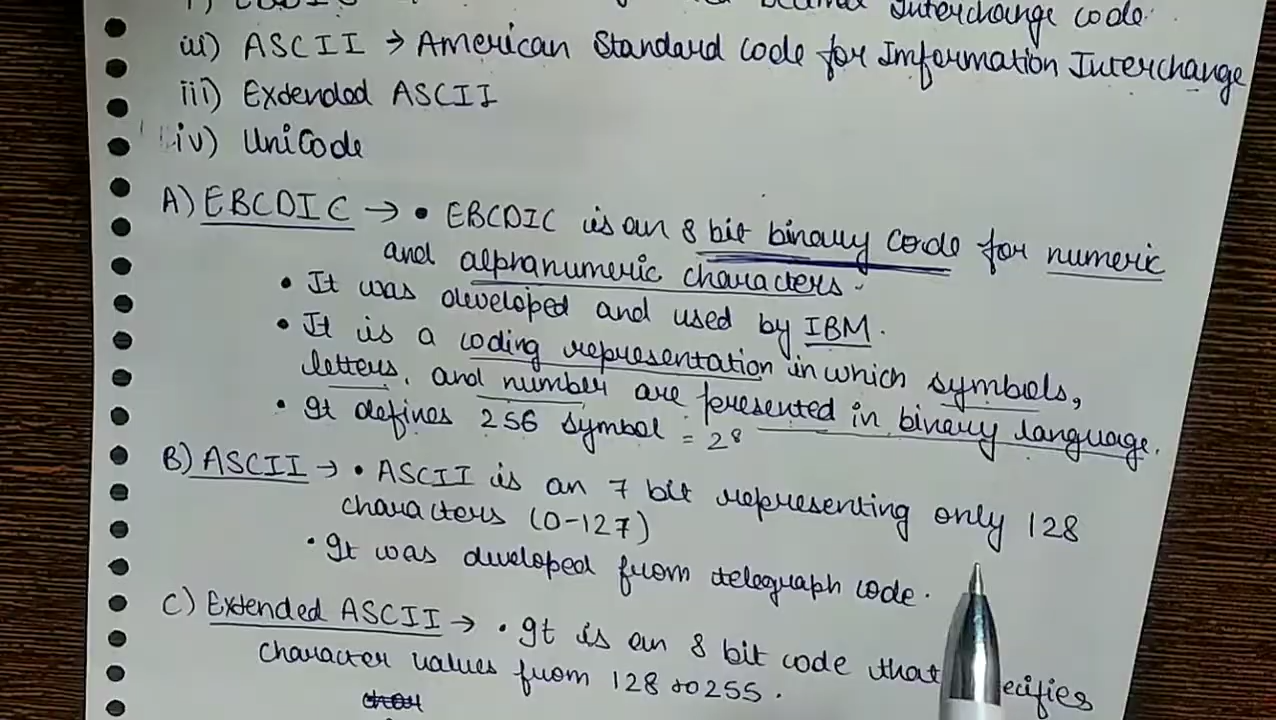 Interchange code.
iii) ASCII → American Standard code for Imformation Interchange
iii) Extended ASCII
iv) UniCode
A) EBCDIC → • EBCDIC is an 8 bit binary code for numeric
and alphanumeric characters.
• It was developed and used by IBM.
• It is a coding representation in which symbols,
letters, and number are presented in binary language.
• It defines 256 symbol = 2⁸
B) ASCII → • ASCII is an 7 bit representing only 128
characters (0-127)
• It was developed from telegraph code.
C) Extended ASCII → • It is an 8 bit code that ecifies
character values from 128 to 255.